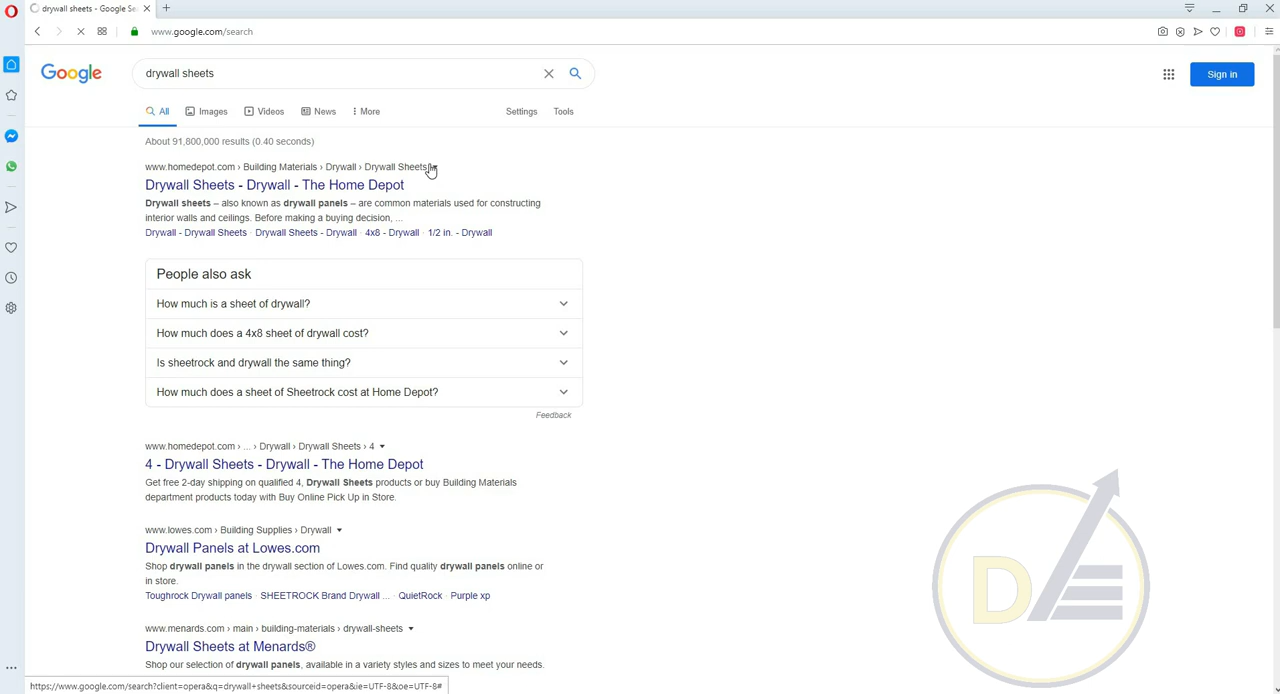 drywall sheets - Google Se
www.google.com/search
Google
drywall sheets
Sign in
All Images Videos News More Settings Tools
About 91,800,000 results (0.40 seconds)
www.homedepot.com › Building Materials › Drywall › Drywall Sheets
Drywall Sheets - Drywall - The Home Depot
Drywall sheets – also known as drywall panels – are common materials used for constructing
interior walls and ceilings. Before making a buying decision, ...
Drywall - Drywall Sheets · Drywall Sheets - Drywall · 4x8 - Drywall · 1/2 in. - Drywall
People also ask
How much is a sheet of drywall?
How much does a 4x8 sheet of drywall cost?
Is sheetrock and drywall the same thing?
How much does a sheet of Sheetrock cost at Home Depot?
Feedback
www.homedepot.com › ... › Drywall › Drywall Sheets › 4
4 - Drywall Sheets - Drywall - The Home Depot
Get free 2-day shipping on qualified 4, Drywall Sheets products or buy Building Materials
department products today with Buy Online Pick Up in Store.
www.lowes.com › Building Supplies › Drywall
Drywall Panels at Lowes.com
Shop drywall panels in the drywall section of Lowes.com. Find quality drywall panels online or
in store.
Toughrock Drywall panels · SHEETROCK Brand Drywall ... · QuietRock · Purple xp
www.menards.com › main › building-materials › drywall-sheets
Drywall Sheets at Menards®
Shop our selection of drywall panels, available in a variety styles and sizes to meet your needs.
https://www.google.com/search?client=opera&q=drywall+sheets&sourceid=opera&ie=UTF-8&oe=UTF-8#
D